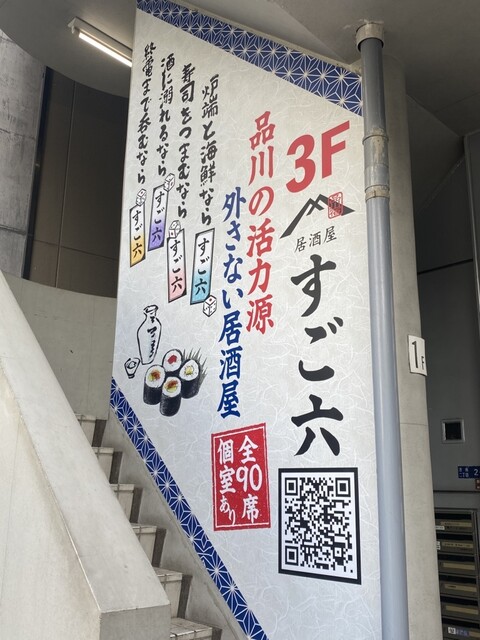 3F
居酒屋
すご六
品川の活力源
外さない居酒屋
全90席
個室あり
炉端と海鮮なら
すご六
寿司をつまむなら
すご六
酒に溺れるなら
すご六
終電まで呑むなら
すご六
1F